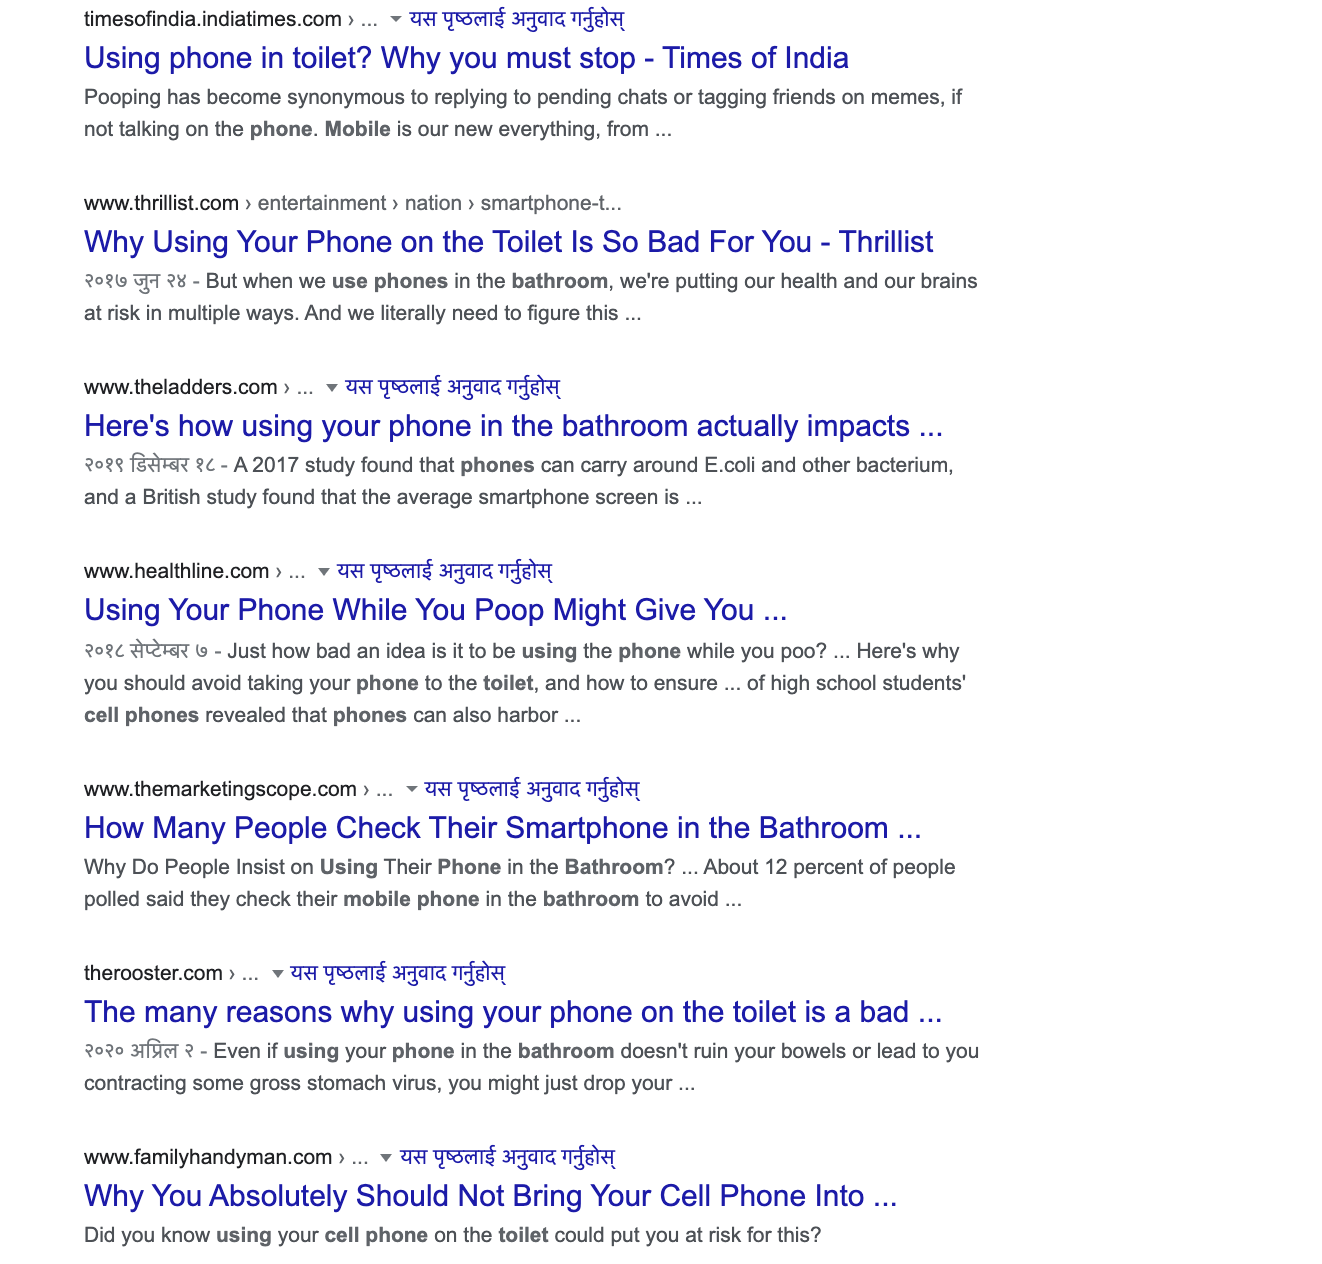 timesofindia.indiatimes.com › ... ▾ यस पृष्ठलाई अनुवाद गर्नुहोस्
Using phone in toilet? Why you must stop - Times of India
Pooping has become synonymous to replying to pending chats or tagging friends on memes, if
not talking on the phone. Mobile is our new everything, from ...
www.thrillist.com › entertainment › nation › smartphone-t...
Why Using Your Phone on the Toilet Is So Bad For You - Thrillist
२०१७ जुन २४ - But when we use phones in the bathroom, we're putting our health and our brains
at risk in multiple ways. And we literally need to figure this ...
www.theladders.com › ... ▾ यस पृष्ठलाई अनुवाद गर्नुहोस्
Here's how using your phone in the bathroom actually impacts ...
२०१९ डिसेम्बर १८ - A 2017 study found that phones can carry around E.coli and other bacterium,
and a British study found that the average smartphone screen is ...
www.healthline.com › ... ▾ यस पृष्ठलाई अनुवाद गर्नुहोस्
Using Your Phone While You Poop Might Give You ...
२०१८ सेप्टेम्बर ७ - Just how bad an idea is it to be using the phone while you poo? ... Here's why
you should avoid taking your phone to the toilet, and how to ensure ... of high school students'
cell phones revealed that phones can also harbor ...
www.themarketingscope.com › ... ▾ यस पृष्ठलाई अनुवाद गर्नुहोस्
How Many People Check Their Smartphone in the Bathroom ...
Why Do People Insist on Using Their Phone in the Bathroom? ... About 12 percent of people
polled said they check their mobile phone in the bathroom to avoid ...
therooster.com › ... ▾ यस पृष्ठलाई अनुवाद गर्नुहोस्
The many reasons why using your phone on the toilet is a bad ...
२०२० अप्रिल २ - Even if using your phone in the bathroom doesn't ruin your bowels or lead to you
contracting some gross stomach virus, you might just drop your ...
www.familyhandyman.com › ... ▾ यस पृष्ठलाई अनुवाद गर्नुहोस्
Why You Absolutely Should Not Bring Your Cell Phone Into ...
Did you know using your cell phone on the toilet could put you at risk for this?